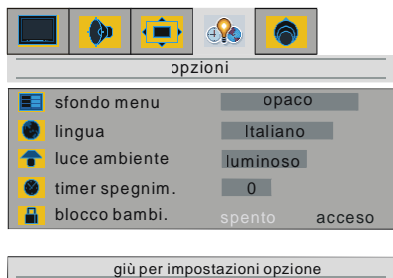 opzioni
sfondo menu opaco
lingua Italiano
luce ambiente luminoso
timer spegnim. 0
blocco bambi. spento acceso
giù per impostazioni opzione